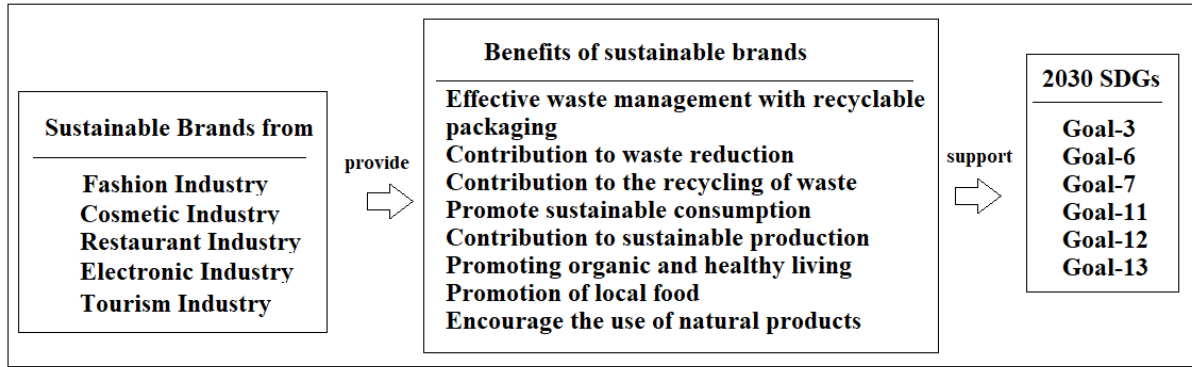 Sustainable Brands from
Fashion Industry
Cosmetic Industry
Restaurant Industry
Electronic Industry
Tourism Industry
provide
Benefits of sustainable brands
Effective waste management with recyclable
packaging
Contribution to waste reduction
Contribution to the recycling of waste
Promote sustainable consumption
Contribution to sustainable production
Promoting organic and healthy living
Promotion of local food
Encourage the use of natural products
support
2030 SDGs
Goal-3
Goal-6
Goal-7
Goal-11
Goal-12
Goal-13